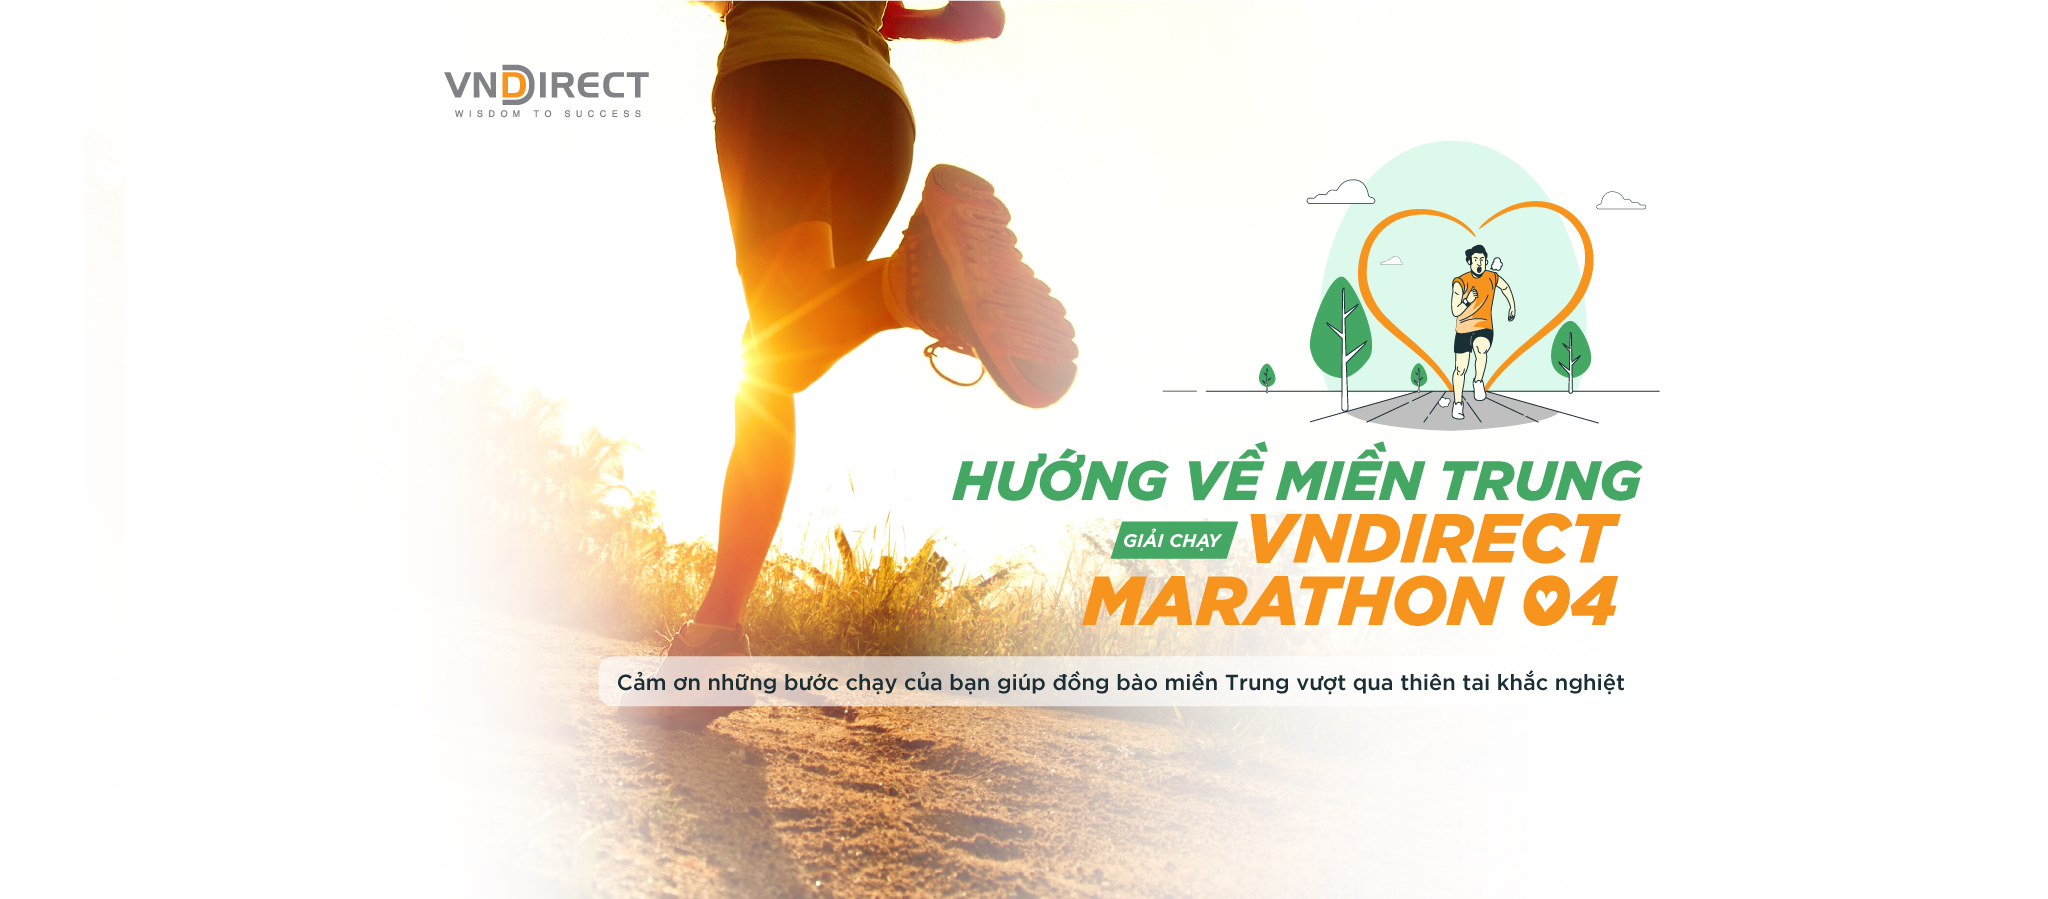 VNDIRECT
WISDOM TO SUCCESS
HƯỚNG VỀ MIỀN TRUNG
GIẢI CHẠY VNDIRECT
MARATHON 04
Cảm ơn những bước chạy của bạn giúp đồng bào miền Trung vượt qua thiên tai khắc nghiệt